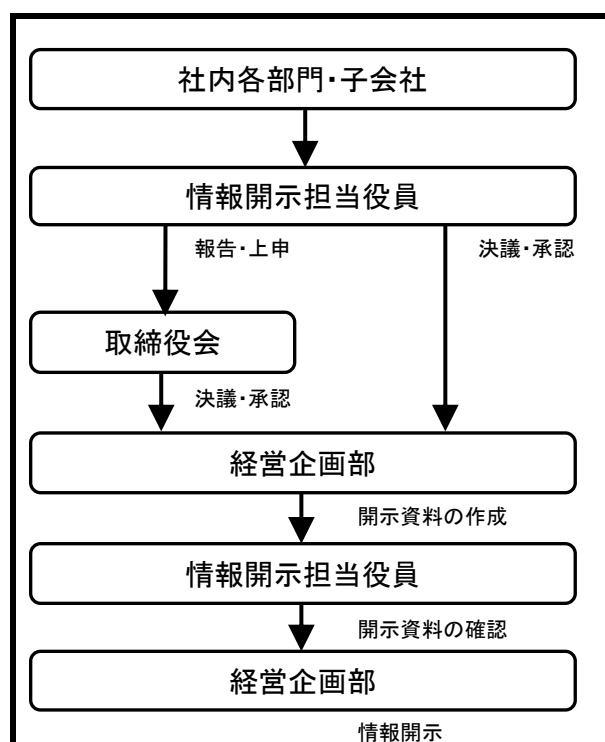 社内各部門・子会社
情報開示担当役員
報告・上申
決議・承認
取締役会
決議・承認
経営企画部
開示資料の作成
情報開示担当役員
開示資料の確認
経営企画部
情報開示